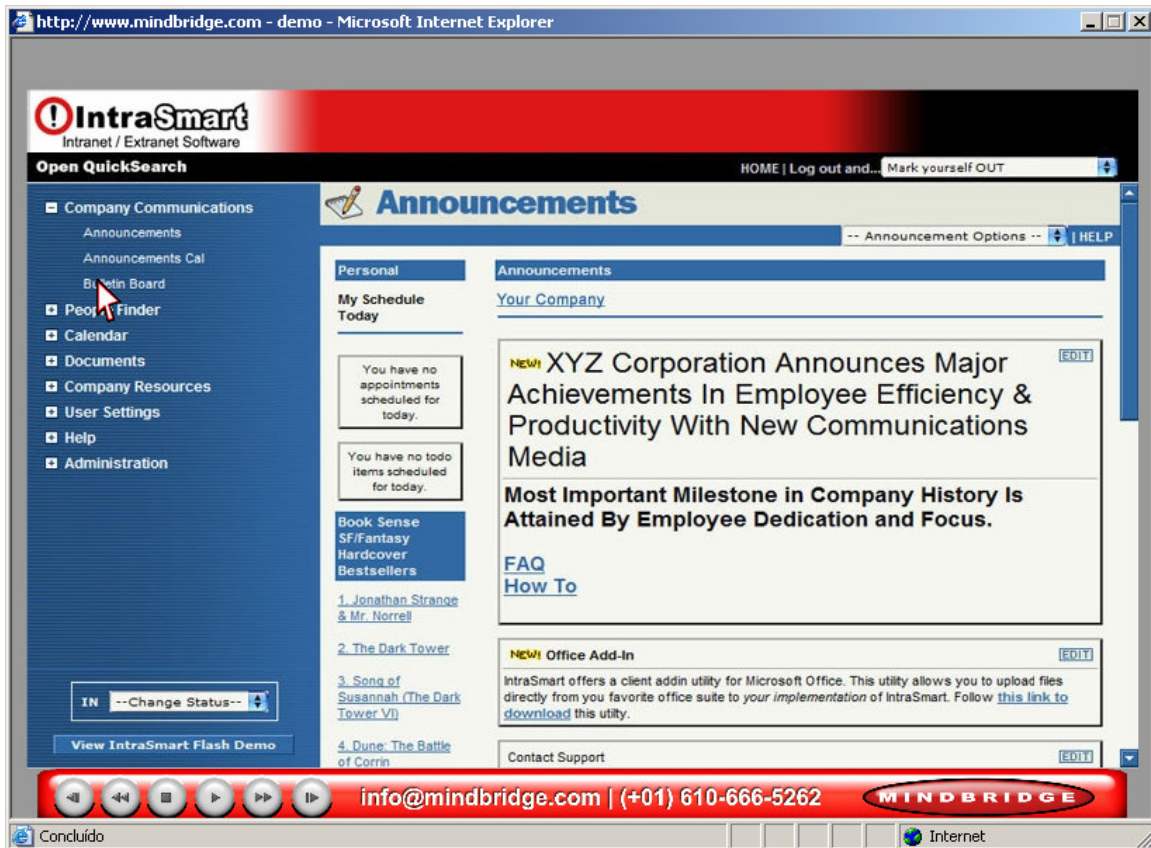 http://www.mindbridge.com - demo - Microsoft Internet Explorer
IntraSmart
Intranet / Extranet Software
Open QuickSearch
HOME | Log out and... Mark yourself OUT
Company Communications
Announcements
Announcements Cal
Bulletin Board
People Finder
Calendar
Documents
Company Resources
User Settings
Help
Administration
IN --Change Status--
View IntraSmart Flash Demo
Announcements
-- Announcement Options -- | HELP
Personal
My Schedule
Today
You have no
appointments
scheduled for
today.
You have no todo
items scheduled
for today.
Book Sense
SF/Fantasy
Hardcover
Bestsellers
1. Jonathan Strange
& Mr. Norrell
2. The Dark Tower
3. Song of
Susannah (The Dark
Tower VI)
4. Dune: The Battle
of Corrin
Announcements
Your Company
NEW! XYZ Corporation Announces Major EDIT
Achievements In Employee Efficiency &
Productivity With New Communications
Media
Most Important Milestone in Company History Is
Attained By Employee Dedication and Focus.
FAQ
How To
NEW! Office Add-In EDIT
IntraSmart offers a client addin utility for Microsoft Office. This utility allows you to upload files
directly from you favorite office suite to your implementation of IntraSmart. Follow this link to
download this utilty.
Contact Support EDIT
info@mindbridge.com | (+01) 610-666-5262 MINDBRIDGE
Concluído Internet